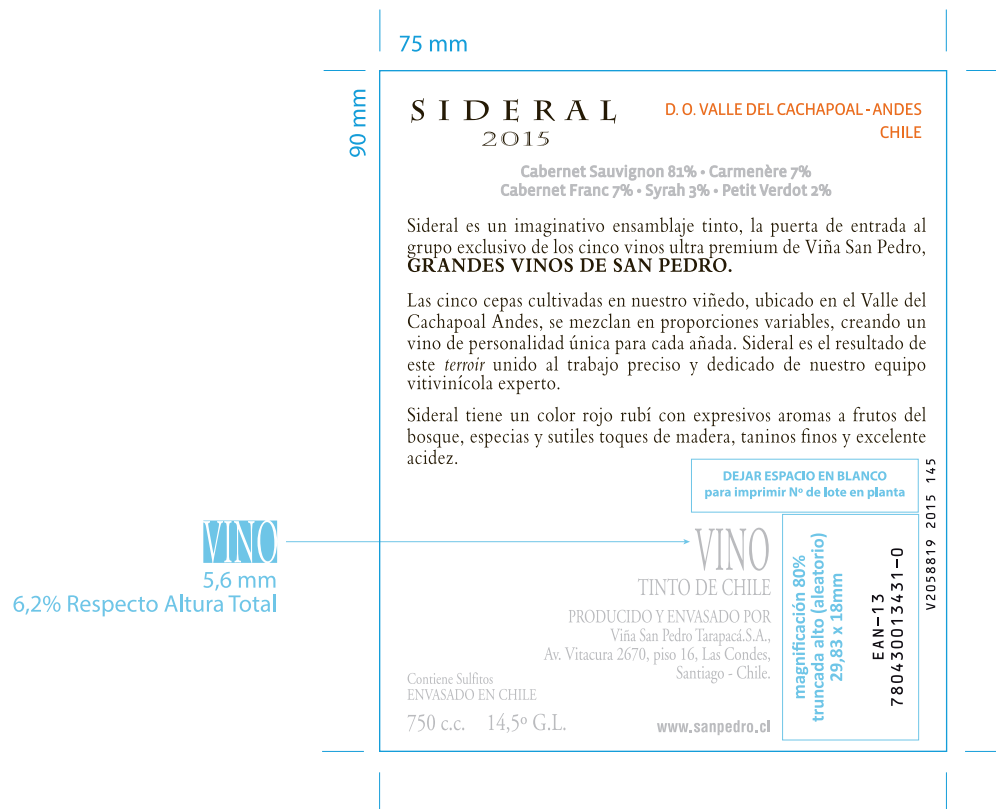 75 mm
90 mm
SIDERAL
2015
D. O. VALLE DEL CACHAPOAL - ANDES
CHILE
Cabernet Sauvignon 81% • Carmenère 7%
Cabernet Franc 7% • Syrah 3% • Petit Verdot 2%
Sideral es un imaginativo ensamblaje tinto, la puerta de entrada al
grupo exclusivo de los cinco vinos ultra premium de Viña San Pedro,
GRANDES VINOS DE SAN PEDRO.
Las cinco cepas cultivadas en nuestro viñedo, ubicado en el Valle del
Cachapoal Andes, se mezclan en proporciones variables, creando un
vino de personalidad única para cada añada. Sideral es el resultado de
este terroir unido al trabajo preciso y dedicado de nuestro equipo
vitivinícola experto.
Sideral tiene un color rojo rubí con expresivos aromas a frutos del
bosque, especias y sutiles toques de madera, taninos finos y excelente
acidez.
DEJAR ESPACIO EN BLANCO
para imprimir Nº de lote en planta
V2058819 2015 145
VINO
5,6 mm
6,2% Respecto Altura Total
VINO
TINTO DE CHILE
PRODUCIDO Y ENVASADO POR
Viña San Pedro Tarapacá.S.A.,
Av. Vitacura 2670, piso 16, Las Condes,
Santiago - Chile.
Contiene Sulfitos
ENVASADO EN CHILE
750 c.c. 14,5º G.L.
www.sanpedro.cl
magnificación 80%
truncada alto (aleatorio)
29,83 x 18mm
EAN-13
780430013431-0